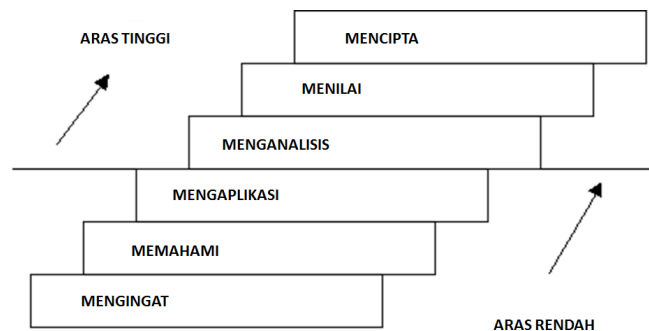 MENCIPTA
ARAS TINGGI
MENILAI
MENGANALISIS
MENGAPLIKASI
MEMAHAMI
MENGINGAT
ARAS RENDAH